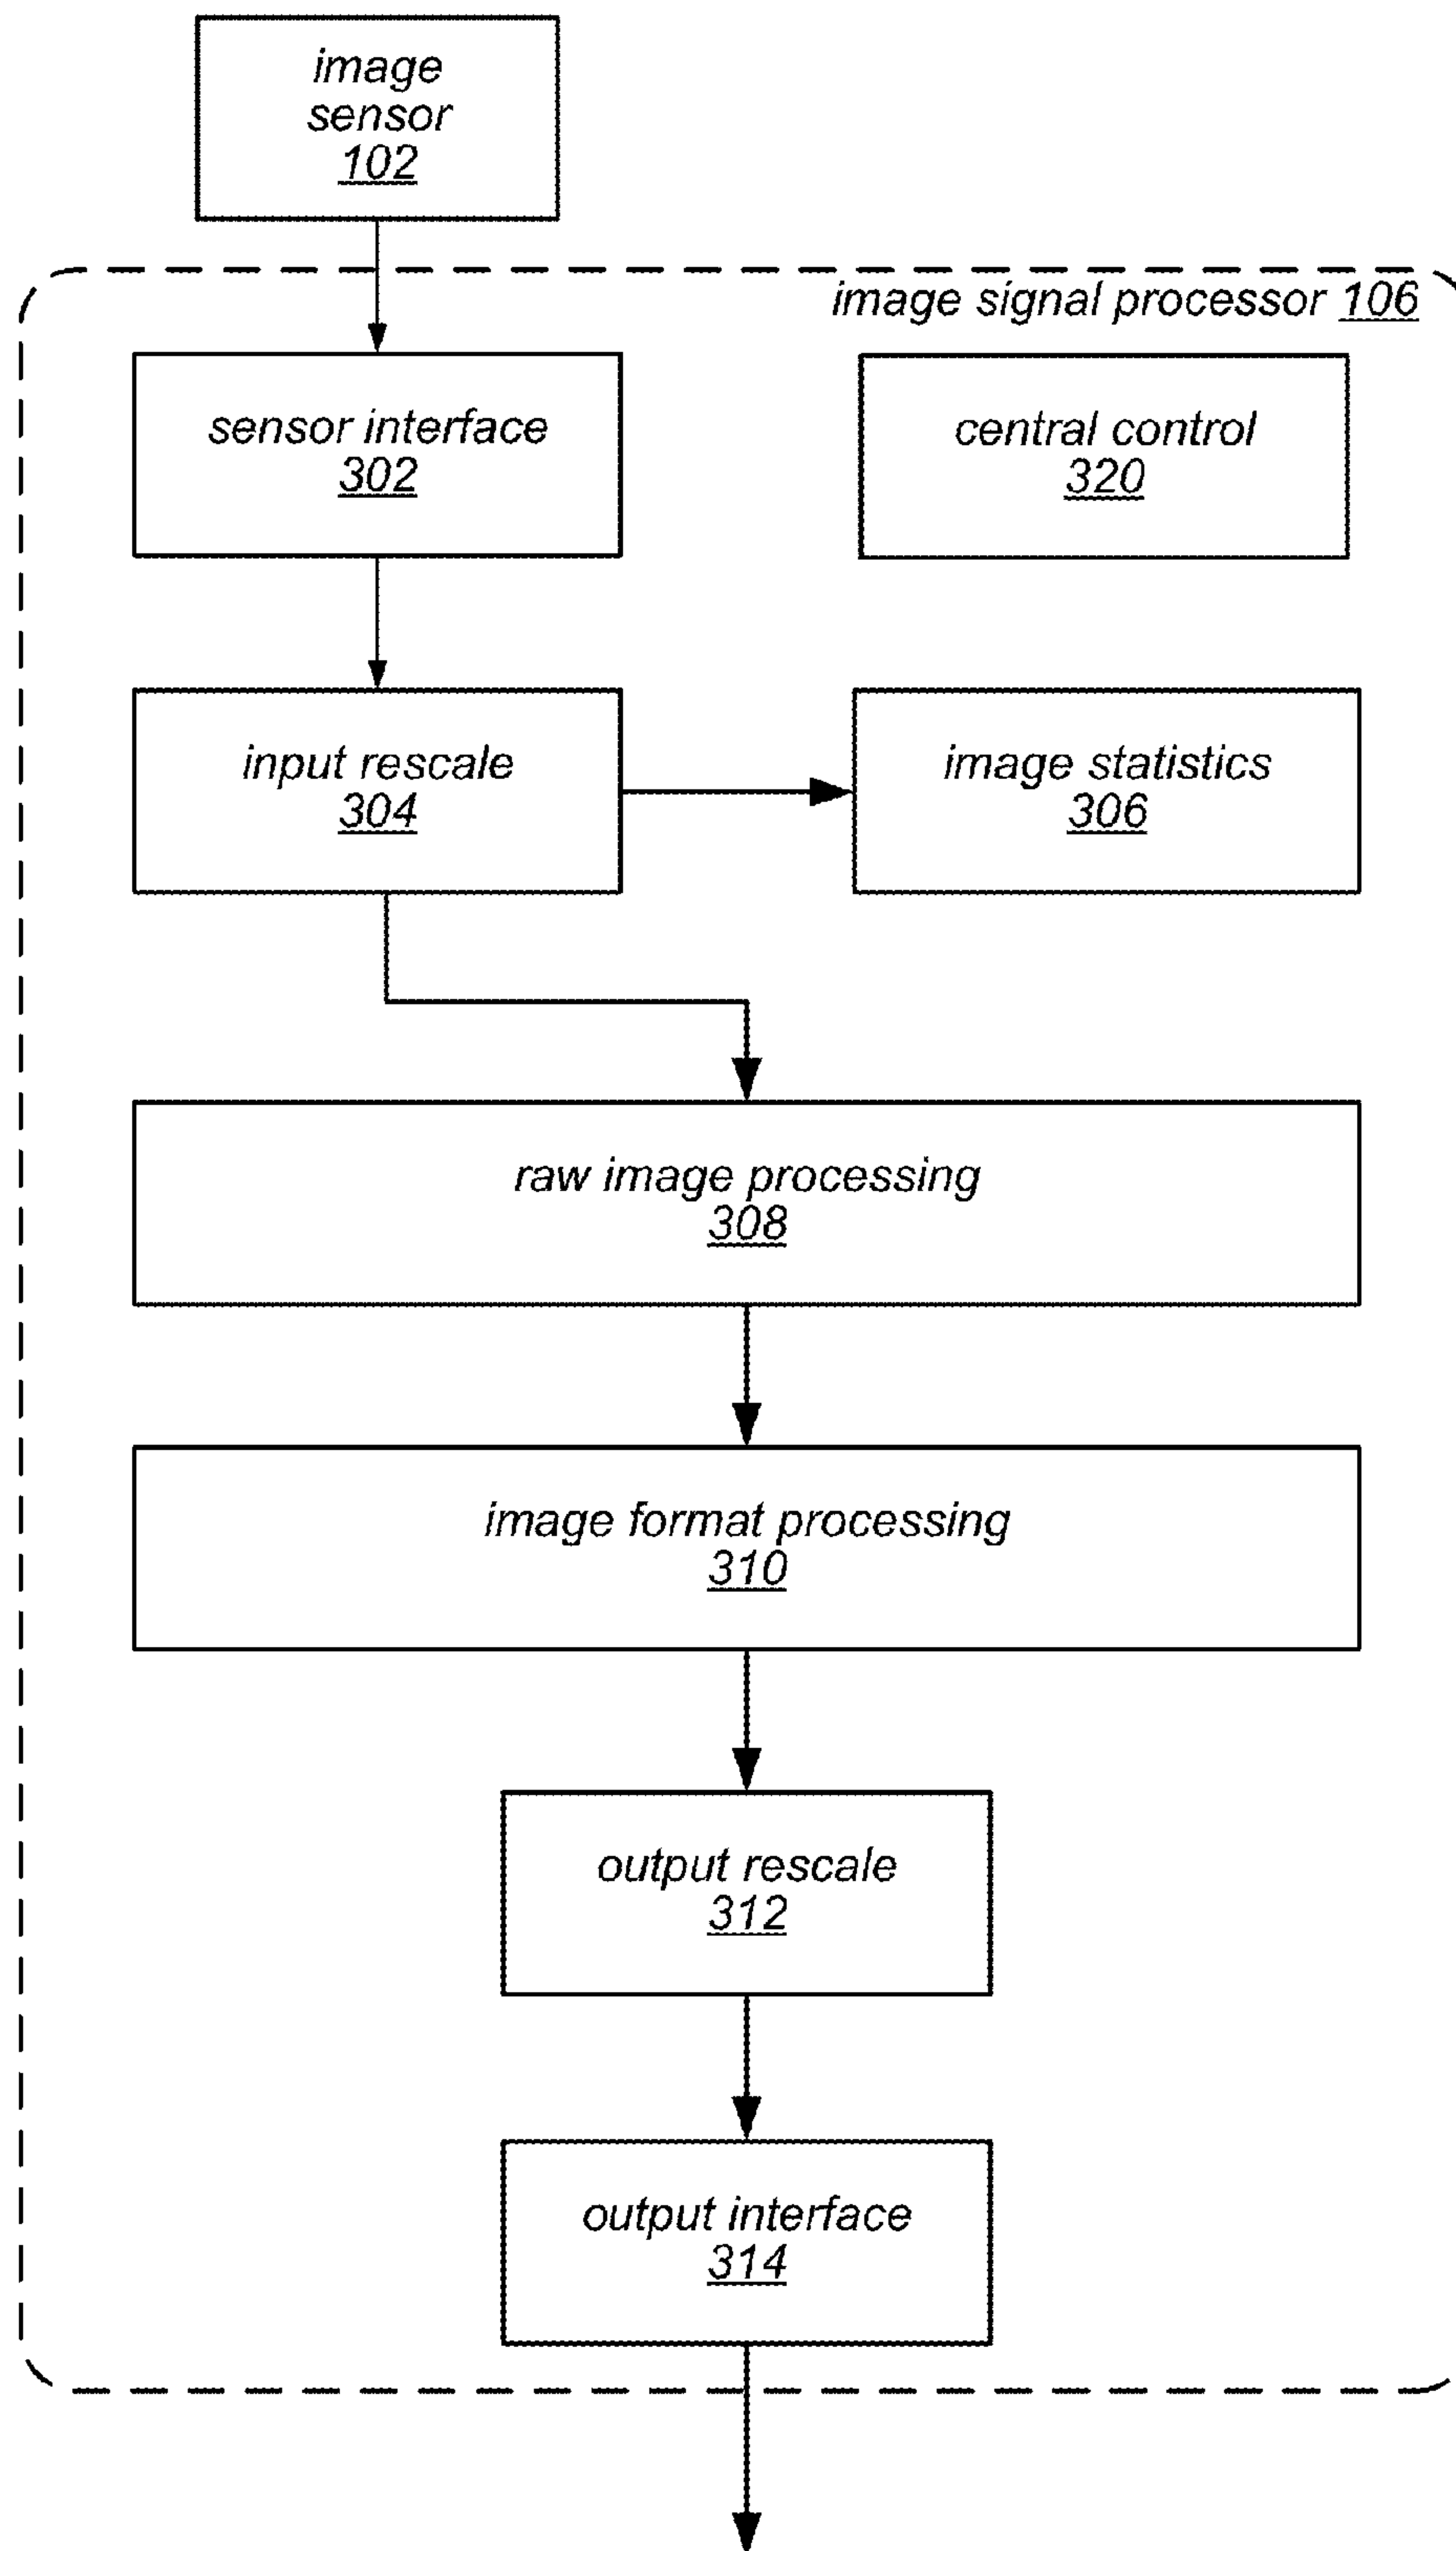 image
sensor
102
image signal processor 106
sensor interface
302
central control
320
input rescale
304
image statistics
306
raw image processing
308
image format processing
310
output rescale
312
output interface
314